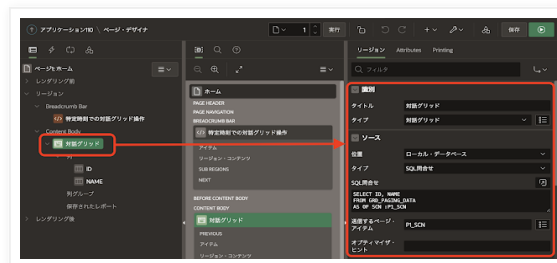 アプリケーション110 \ ページ・デザイナ
1
実行
保存
ページ1: ホーム
レンダリング前
リージョン
Breadcrumb Bar
特定時刻での対話グリッド操作
Content Body
対話グリッド
列
ID
NAME
列グループ
保存されたレポート
レンダリング後
ホーム
PAGE HEADER
PAGE NAVIGATION
BREADCRUMB BAR
特定時刻での対話グリッド操作
アイテム
リージョン・コンテンツ
SUB REGIONS
NEXT
BEFORE CONTENT BODY
CONTENT BODY
対話グリッド
PREVIOUS
アイテム
リージョン・コンテンツ
リージョン
Attributes
Printing
フィルタ
識別
タイトル 対話グリッド
タイプ 対話グリッド
ソース
位置 ローカル・データベース
タイプ SQL問合せ
SQL問合せ
SELECT ID, NAME
FROM GRD_PAGING_DATA
AS OF SCN :P1_SCN
送信するページ・アイテム P1_SCN
オプティマイザ・ヒント